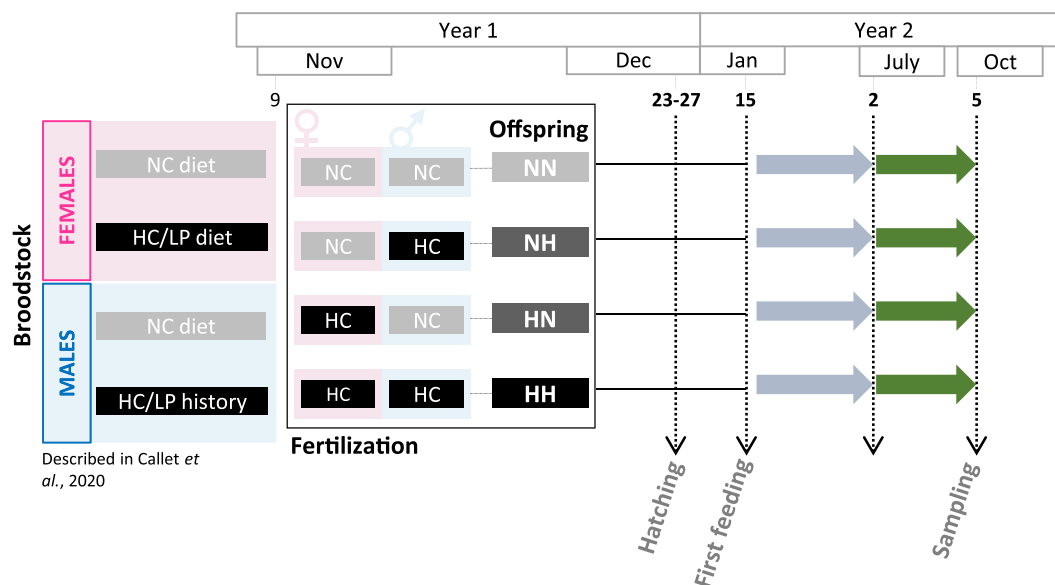 Year 1
Year 2
Nov
Dec
Jan
July
Oct
9
23-27
15
2
5
Broodstock
FEMALES
NC diet
HC/LP diet
MALES
NC diet
HC/LP history
Described in Callet et
al., 2020
♀
♂
Offspring
NC
NC
NN
NC
HC
NH
HC
NC
HN
HC
HC
HH
Fertilization
Hatching
First feeding
Sampling